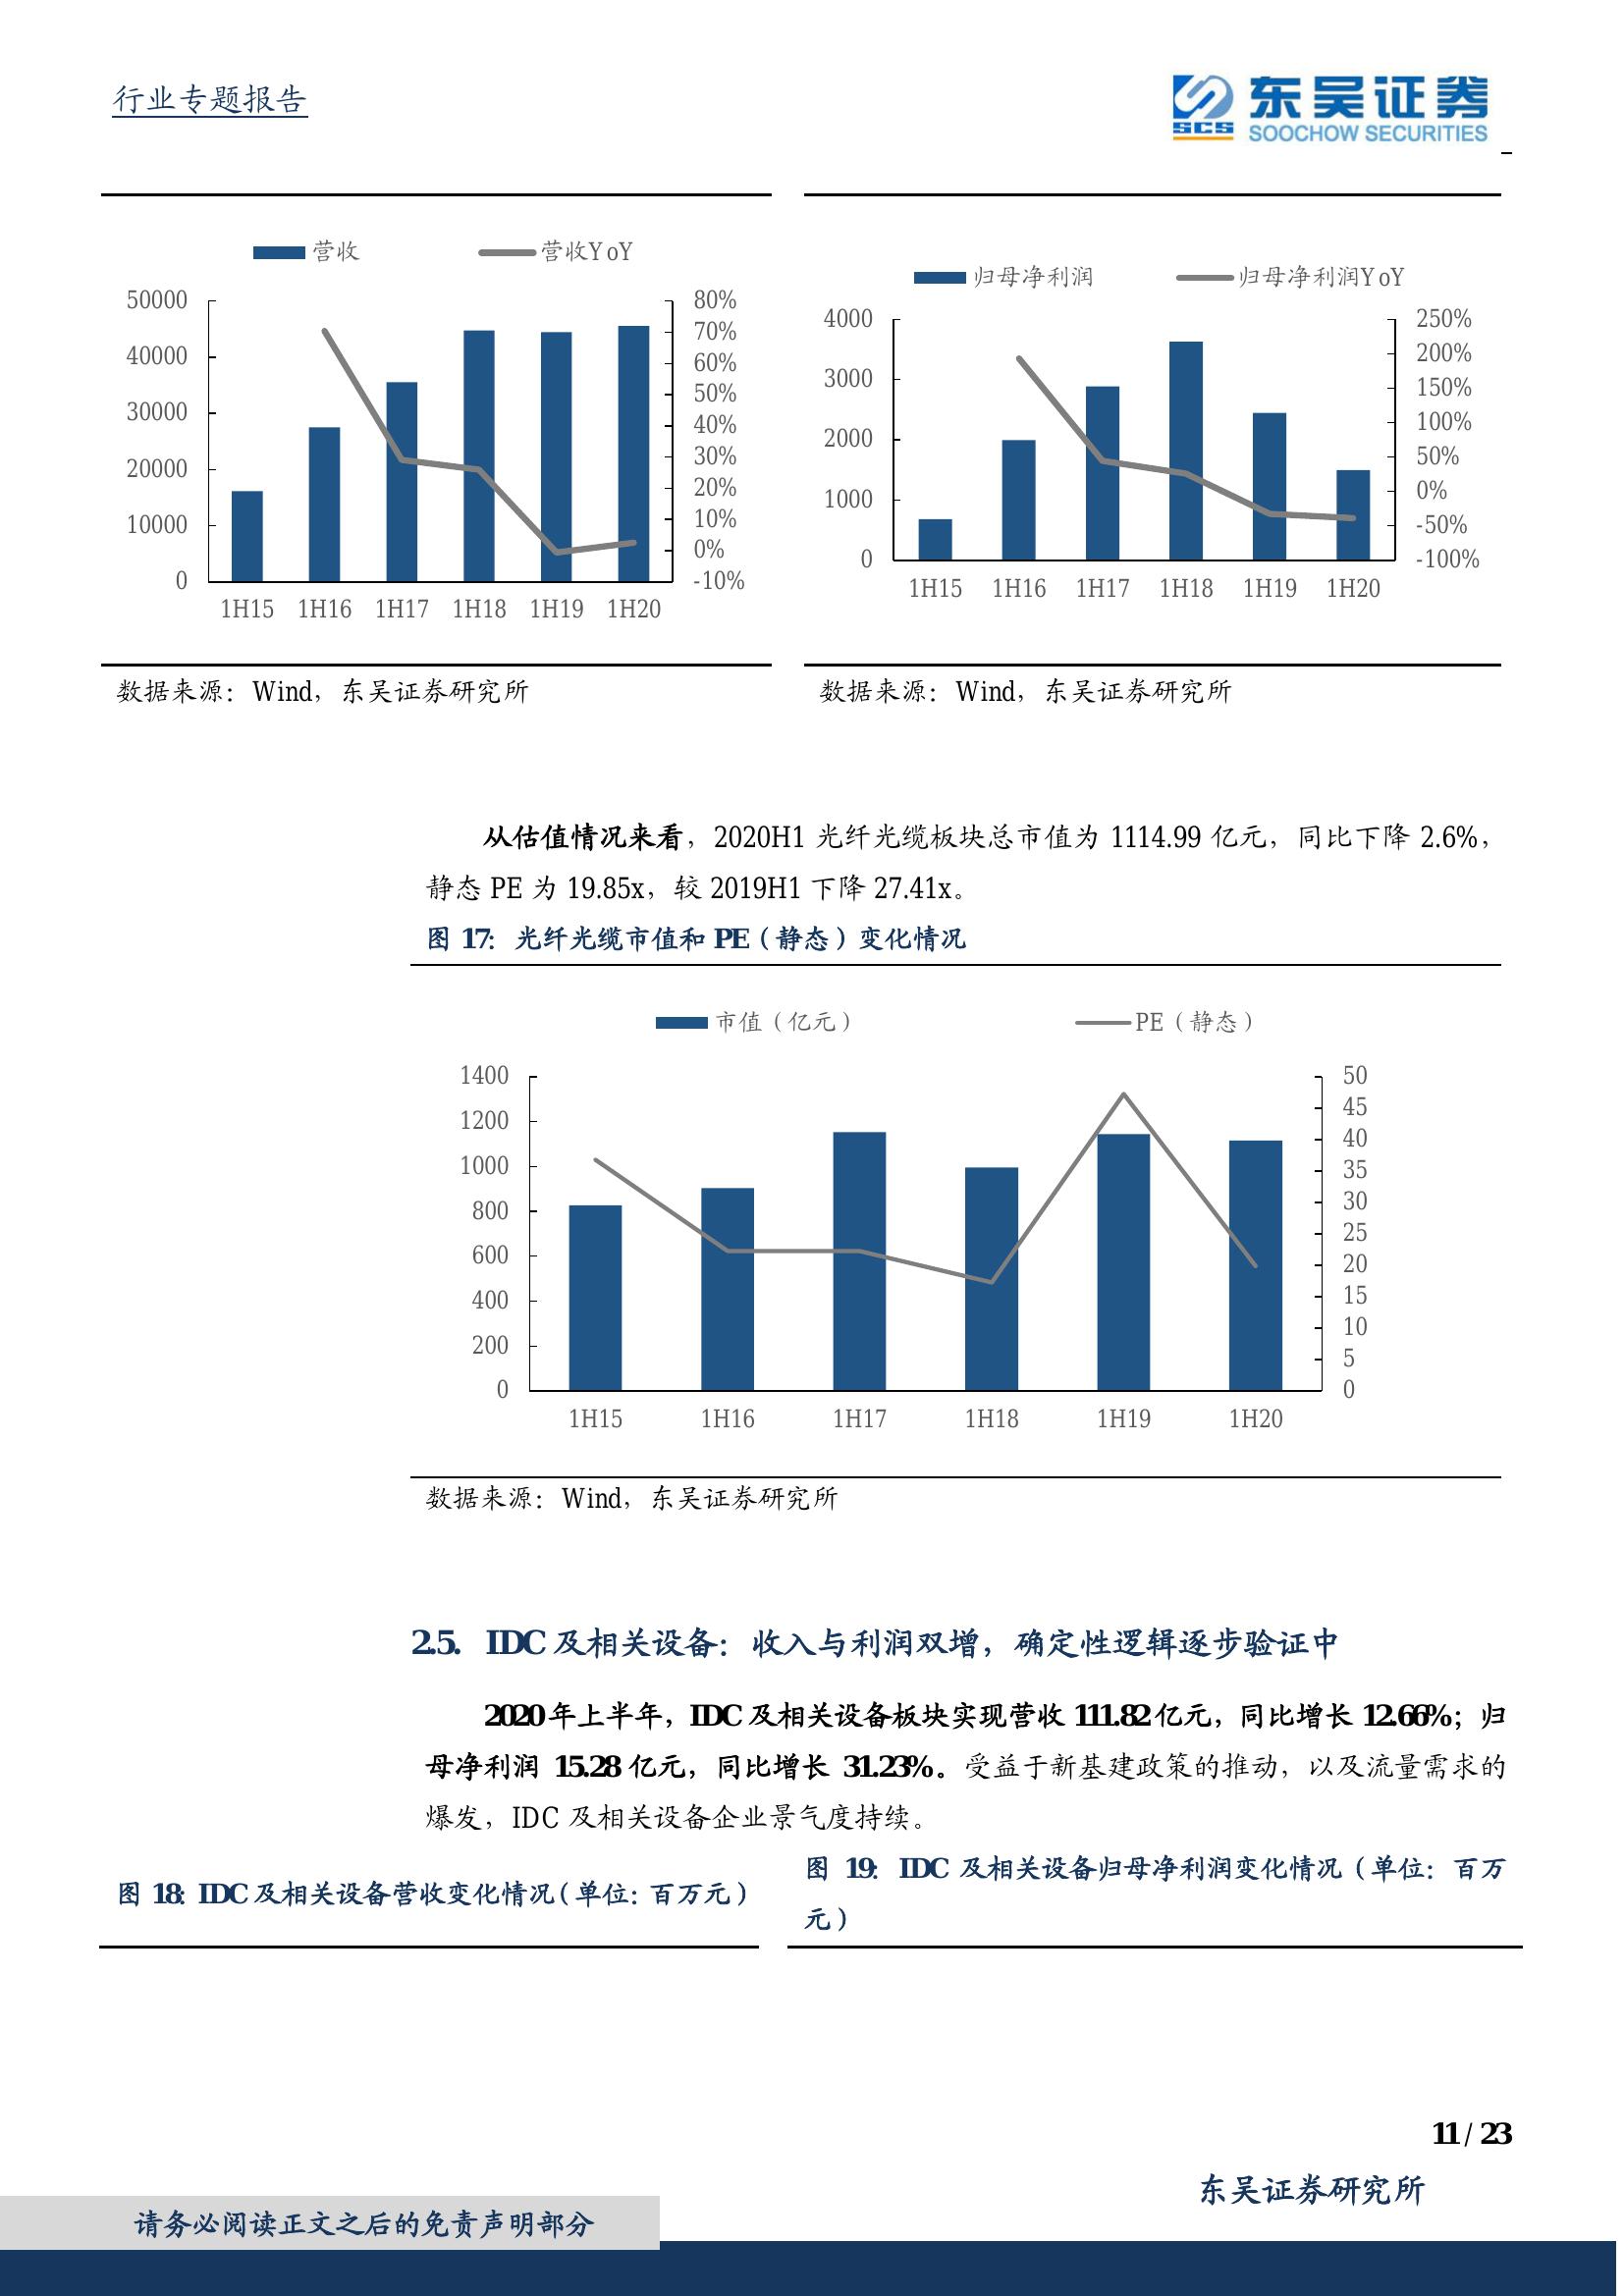 行业专题报告
SCS 东吴证券
SOOCHOW SECURITIES
营收 营收YoY
50000
40000
30000
20000
10000
0
80%
70%
60%
50%
40%
30%
20%
10%
0%
-10%
1H15 1H16 1H17 1H18 1H19 1H20
归母净利润 归母净利润YoY
4000
3000
2000
1000
0
250%
200%
150%
100%
50%
0%
-50%
-100%
1H15 1H16 1H17 1H18 1H19 1H20
数据来源：Wind，东吴证券研究所
数据来源：Wind，东吴证券研究所
从估值情况来看，2020H1 光纤光缆板块总市值为 1114.99 亿元，同比下降 2.6%，
静态 PE 为 19.85x，较 2019H1 下降 27.41x。
图 17：光纤光缆市值和 PE（静态）变化情况
市值（亿元） PE（静态）
1400
1200
1000
800
600
400
200
0
50
45
40
35
30
25
20
15
10
5
0
1H15 1H16 1H17 1H18 1H19 1H20
数据来源：Wind，东吴证券研究所
2.5. IDC 及相关设备：收入与利润双增，确定性逻辑逐步验证中
2020 年上半年，IDC 及相关设备板块实现营收 111.82 亿元，同比增长 12.66%；归
母净利润 15.28 亿元，同比增长 31.23%。受益于新基建政策的推动，以及流量需求的
爆发，IDC 及相关设备企业景气度持续。
图 18：IDC 及相关设备营收变化情况（单位：百万元）
图 19：IDC 及相关设备归母净利润变化情况（单位：百万
元）
11 / 23
东吴证券研究所
请务必阅读正文之后的免责声明部分